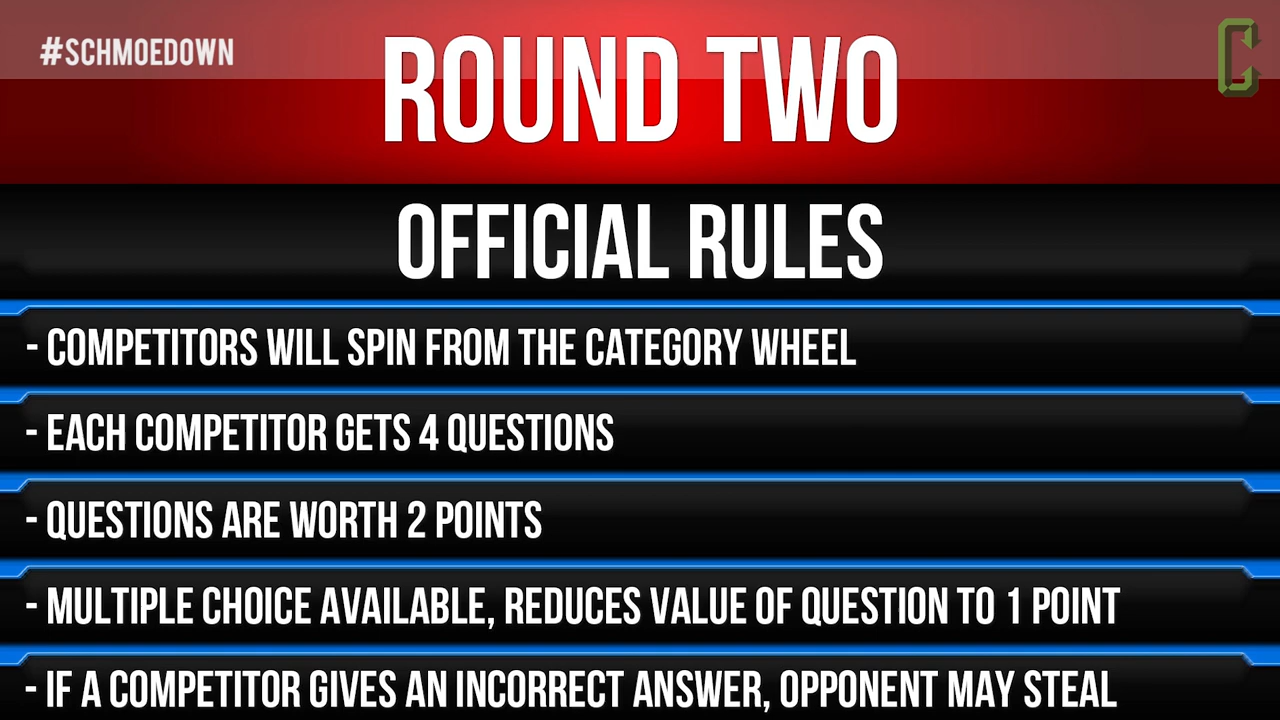 #SCHMOEDOWN
ROUND TWO
OFFICIAL RULES
- COMPETITORS WILL SPIN FROM THE CATEGORY WHEEL
- EACH COMPETITOR GETS 4 QUESTIONS
- QUESTIONS ARE WORTH 2 POINTS
- MULTIPLE CHOICE AVAILABLE, REDUCES VALUE OF QUESTION TO 1 POINT
- IF A COMPETITOR GIVES AN INCORRECT ANSWER, OPPONENT MAY STEAL